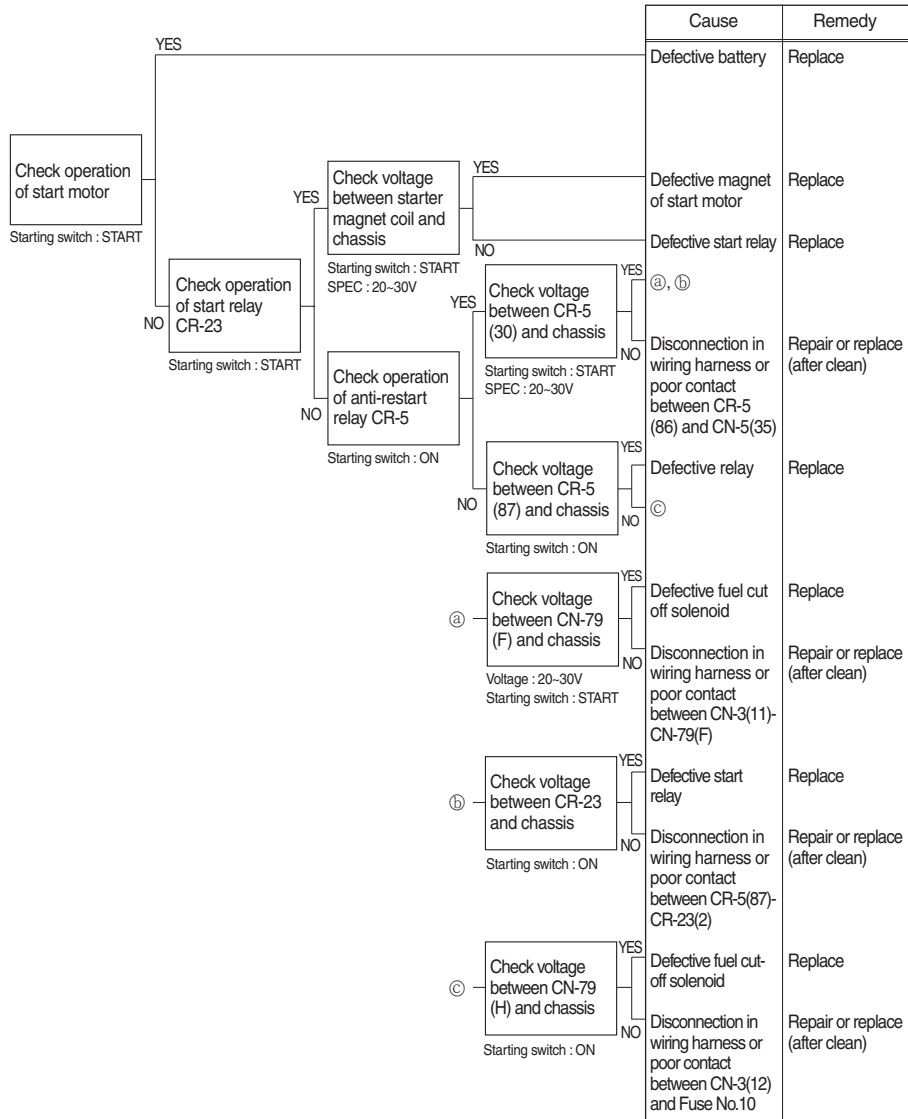 Cause Remedy
YES
Defective battery Replace
Check operation
of start motor
Starting switch : START
YES
Check voltage
between starter
magnet coil and
chassis
Starting switch : START
SPEC : 20~30V
YES
Defective magnet Replace
of start motor
NO
Defective start relay Replace
NO
Check operation
of start relay
CR-23
Starting switch : START
NO
Check operation
of anti-restart
relay CR-5
Starting switch : ON
YES
Check voltage
between CR-5
(30) and chassis
Starting switch : START
SPEC : 20~30V
YES
ⓐ, ⓑ
NO
Disconnection in Repair or replace
wiring harness or (after clean)
poor contact
between CR-5
(86) and CN-5(35)
NO
Check voltage
between CR-5
(87) and chassis
Starting switch : ON
YES
Defective relay Replace
NO
ⓒ
ⓐ
Check voltage
between CN-79
(F) and chassis
Voltage : 20~30V
Starting switch : START
YES
Defective fuel cut Replace
off solenoid
NO
Disconnection in Repair or replace
wiring harness or (after clean)
poor contact
between CN-3(11)-
CN-79(F)
ⓑ
Check voltage
between CR-23
and chassis
Starting switch : ON
YES
Defective start Replace
relay
NO
Disconnection in Repair or replace
wiring harness or (after clean)
poor contact
between CR-5(87)-
CR-23(2)
ⓒ
Check voltage
between CN-79
(H) and chassis
Starting switch : ON
YES
Defective fuel cut- Replace
off solenoid
NO
Disconnection in Repair or replace
wiring harness or (after clean)
poor contact
between CN-3(12)
and Fuse No.10